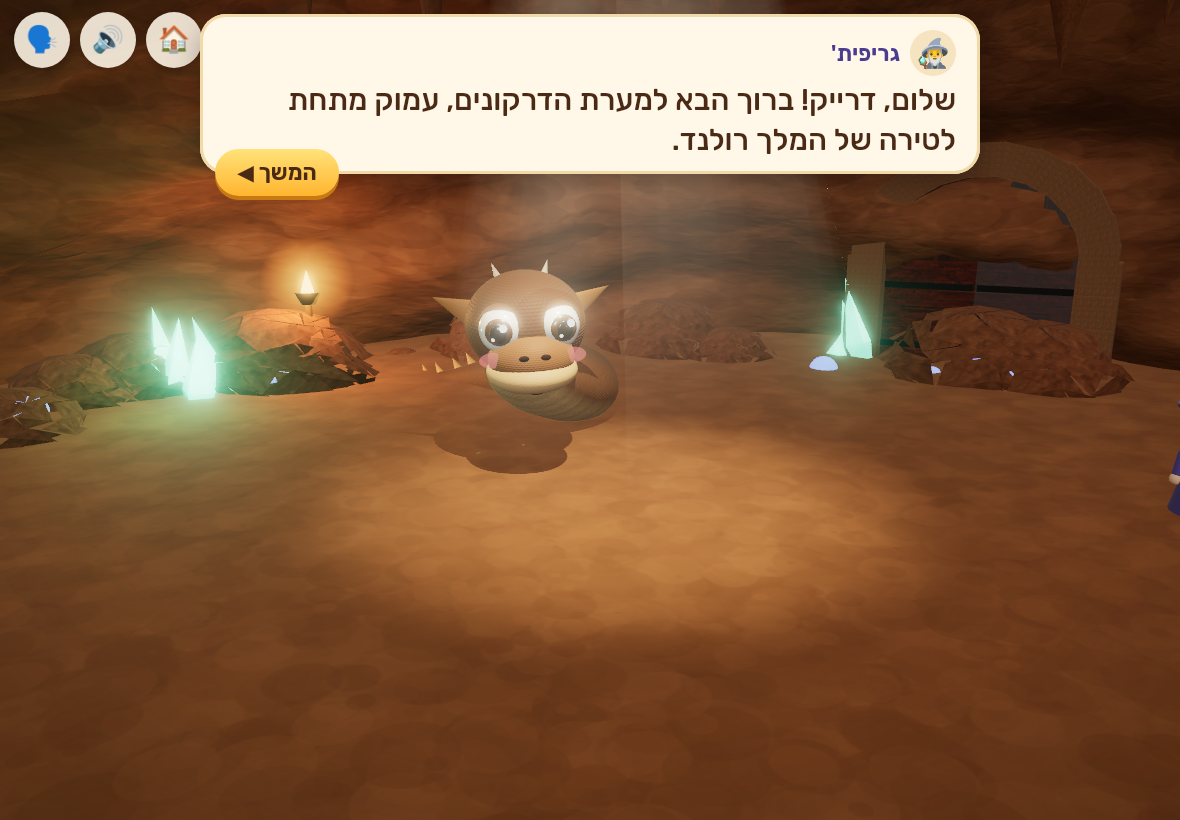 גריפית'
שלום, דרייק! ברוך הבא למערת הדרקונים, עמוק מתחת
לטירה של המלך רולנד.
המשך ◀